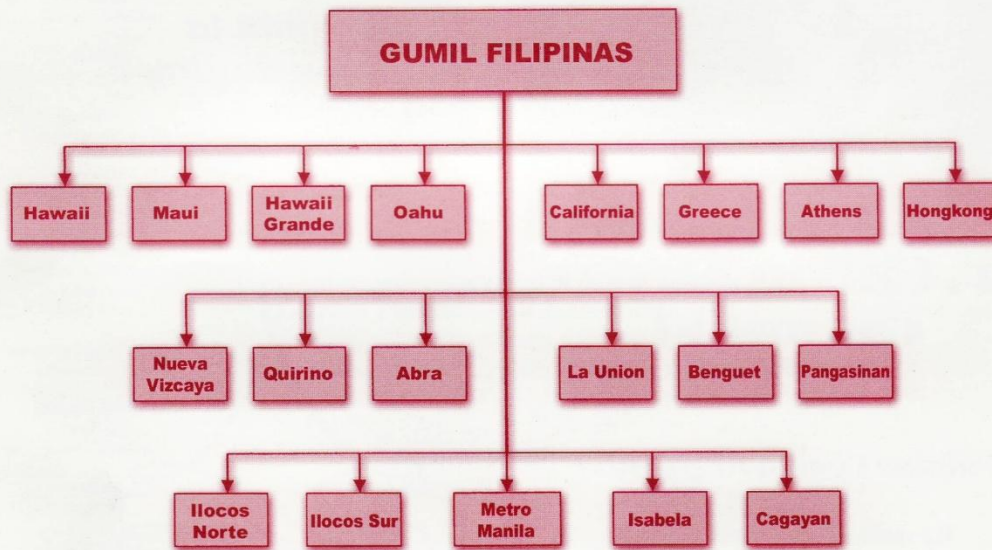 GUMIL FILIPINAS
Hawaii
Maui
Hawaii
Grande
Oahu
California
Greece
Athens
Hongkong
Nueva
Vizcaya
Quirino
Abra
La Union
Benguet
Pangasinan
Ilocos
Norte
Ilocos Sur
Metro
Manila
Isabela
Cagayan